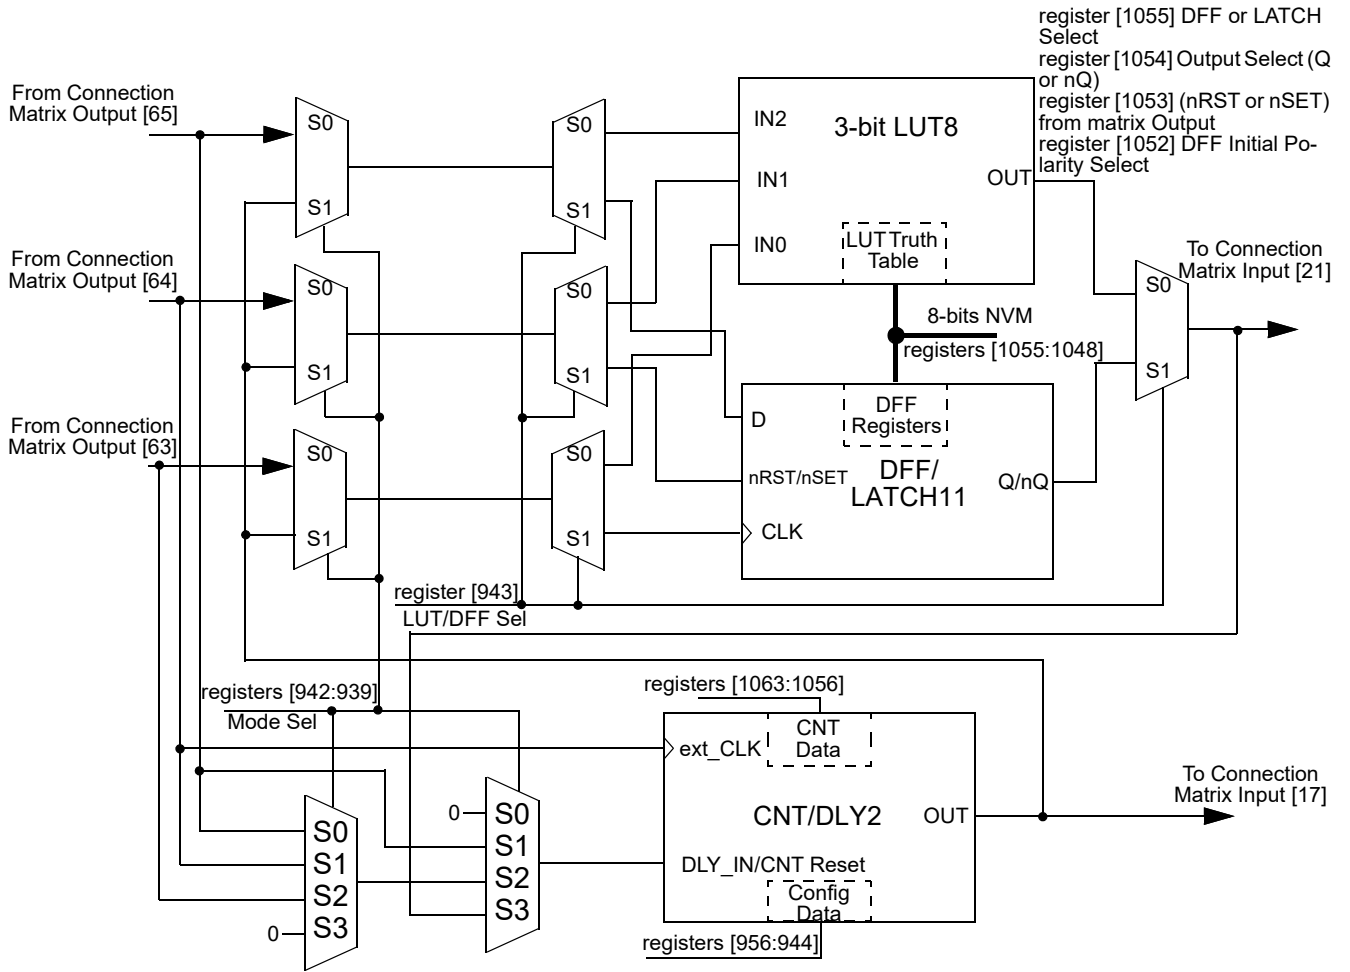 register [1055] DFF or LATCH
Select
register [1054] Output Select (Q
or nQ)
register [1053] (nRST or nSET)
from matrix Output
register [1052] DFF Initial Po-
larity Select
From Connection
Matrix Output [65]
S0
S1
S0
S1
IN2
3-bit LUT8
IN1
OUT
IN0
LUT Truth
Table
From Connection
Matrix Output [64]
S0
S1
S0
S1
To Connection
Matrix Input [21]
S0
S1
8-bits NVM
registers [1055:1048]
From Connection
Matrix Output [63]
S0
S1
S0
S1
D
DFF
Registers
nRST/nSET
DFF/
LATCH11
Q/nQ
CLK
register [943]
LUT/DFF Sel
registers [942:939]
Mode Sel
registers [1063:1056]
ext_CLK
CNT
Data
CNT/DLY2
OUT
To Connection
Matrix Input [17]
DLY_IN/CNT Reset
Config
Data
registers [956:944]
S0
S1
S2
S3
0
0
S0
S1
S2
S3